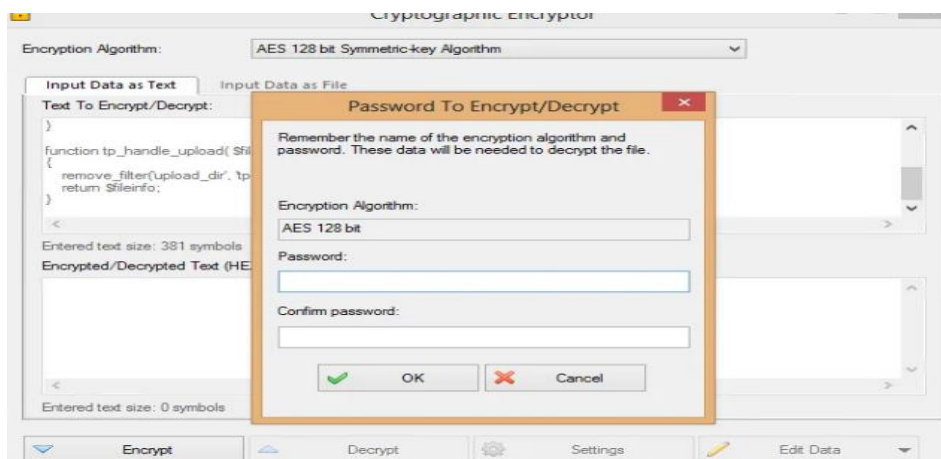 Cryptographic Encryptor
Encryption Algorithm:
AES 128 bit Symmetric-key Algorithm
Input Data as Text
Input Data as File
Text To Encrypt/Decrypt:
}
function tp_handle_upload( $fil
{
remove_filter('upload_dir', 'tp
return $fileinfo;
}
Entered text size: 381 symbols
Encrypted/Decrypted Text (HE
Entered text size: 0 symbols
Password To Encrypt/Decrypt
Remember the name of the encryption algorithm and
password. These data will be needed to decrypt the file.
Encryption Algorithm:
AES 128 bit
Password:
Confirm password:
OK
Cancel
Encrypt
Decrypt
Settings
Edit Data